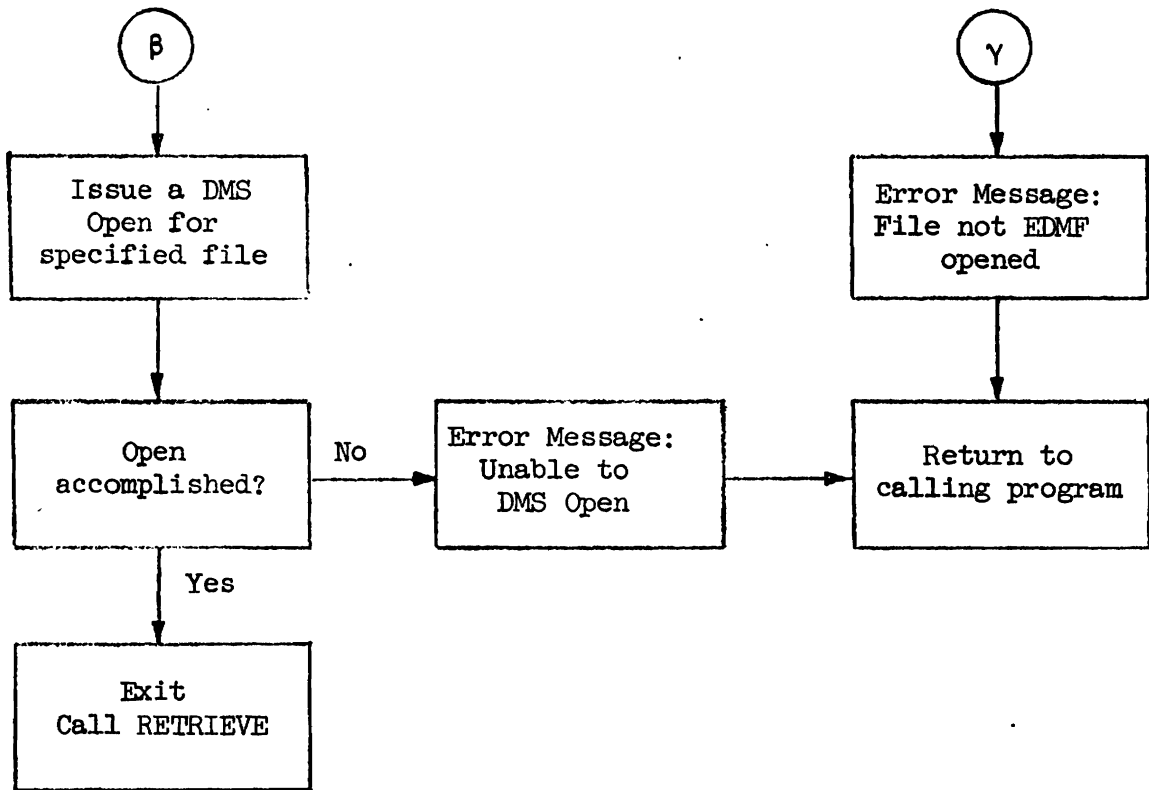 β
γ
Issue a DMS
Open for
specified file
Error Message:
File not EDMF
opened
Open
accomplished?
No
Error Message:
Unable to
DMS Open
Return to
calling program
Yes
Exit
Call RETRIEVE